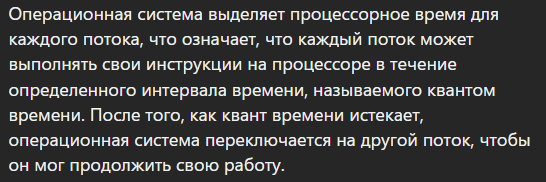 Операционная система выделяет процессорное время для
каждого потока, что означает, что каждый поток может
выполнять свои инструкции на процессоре в течение
определенного интервала времени, называемого квантом
времени. После того, как квант времени истекает,
операционная система переключается на другой поток, чтобы
он мог продолжить свою работу.